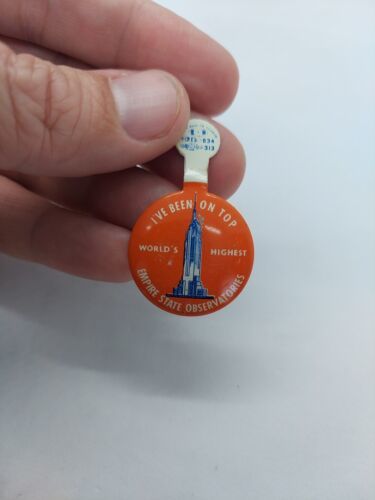 I'VE BEEN ON TOP
WORLD'S HIGHEST
EMPIRE STATE OBSERVATORIES